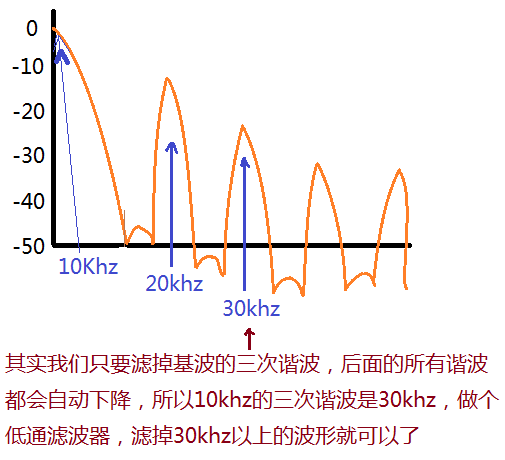 0
-10
-20
-30
-40
-50
10Khz
20khz
30khz
其实我们只要滤掉基波的三次谐波，后面的所有谐波
都会自动下降，所以10khz的三次谐波是30khz，做个
低通滤波器，滤掉30khz以上的波形就可以了